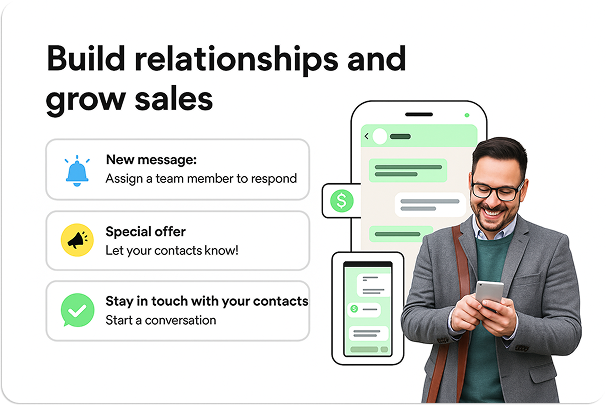 Build relationships and
grow sales
New message:
Assign a team member to respond
Special offer
Let your contacts know!
Stay in touch with your contacts
Start a conversation
$
$